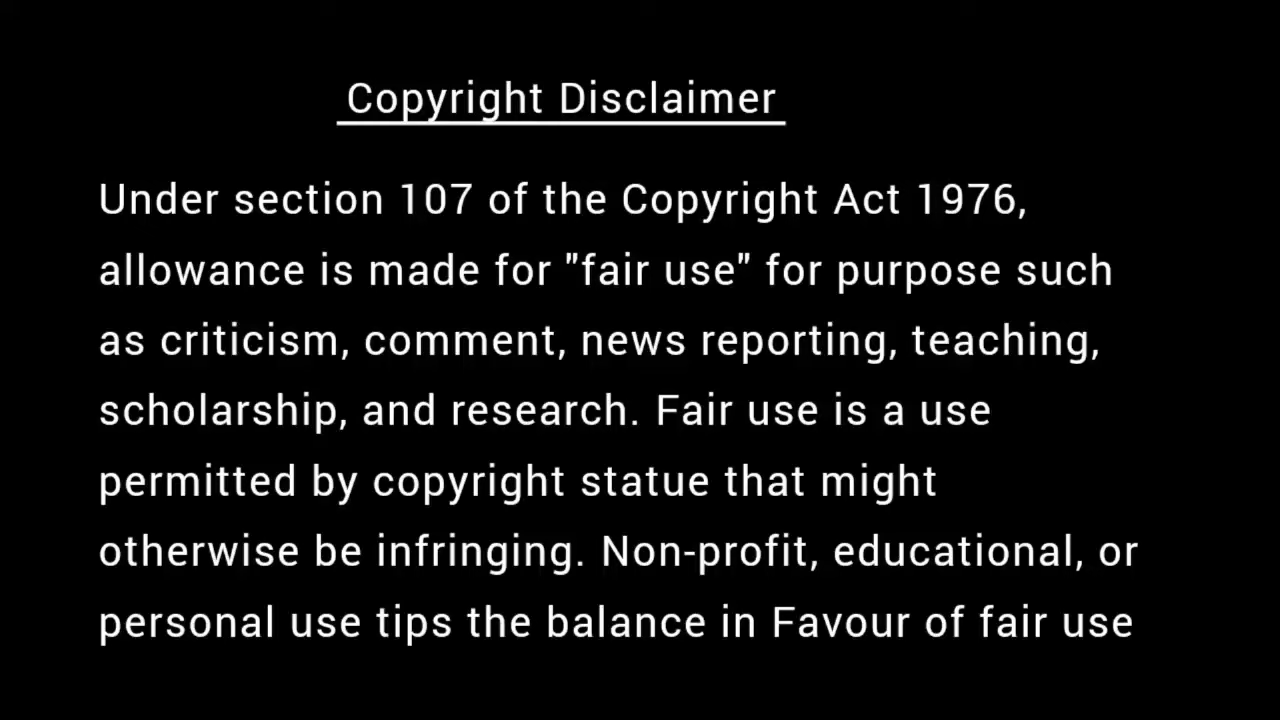 Copyright Disclaimer
Under section 107 of the Copyright Act 1976,
allowance is made for "fair use" for purpose such
as criticism, comment, news reporting, teaching,
scholarship, and research. Fair use is a use
permitted by copyright statue that might
otherwise be infringing. Non-profit, educational, or
personal use tips the balance in Favour of fair use